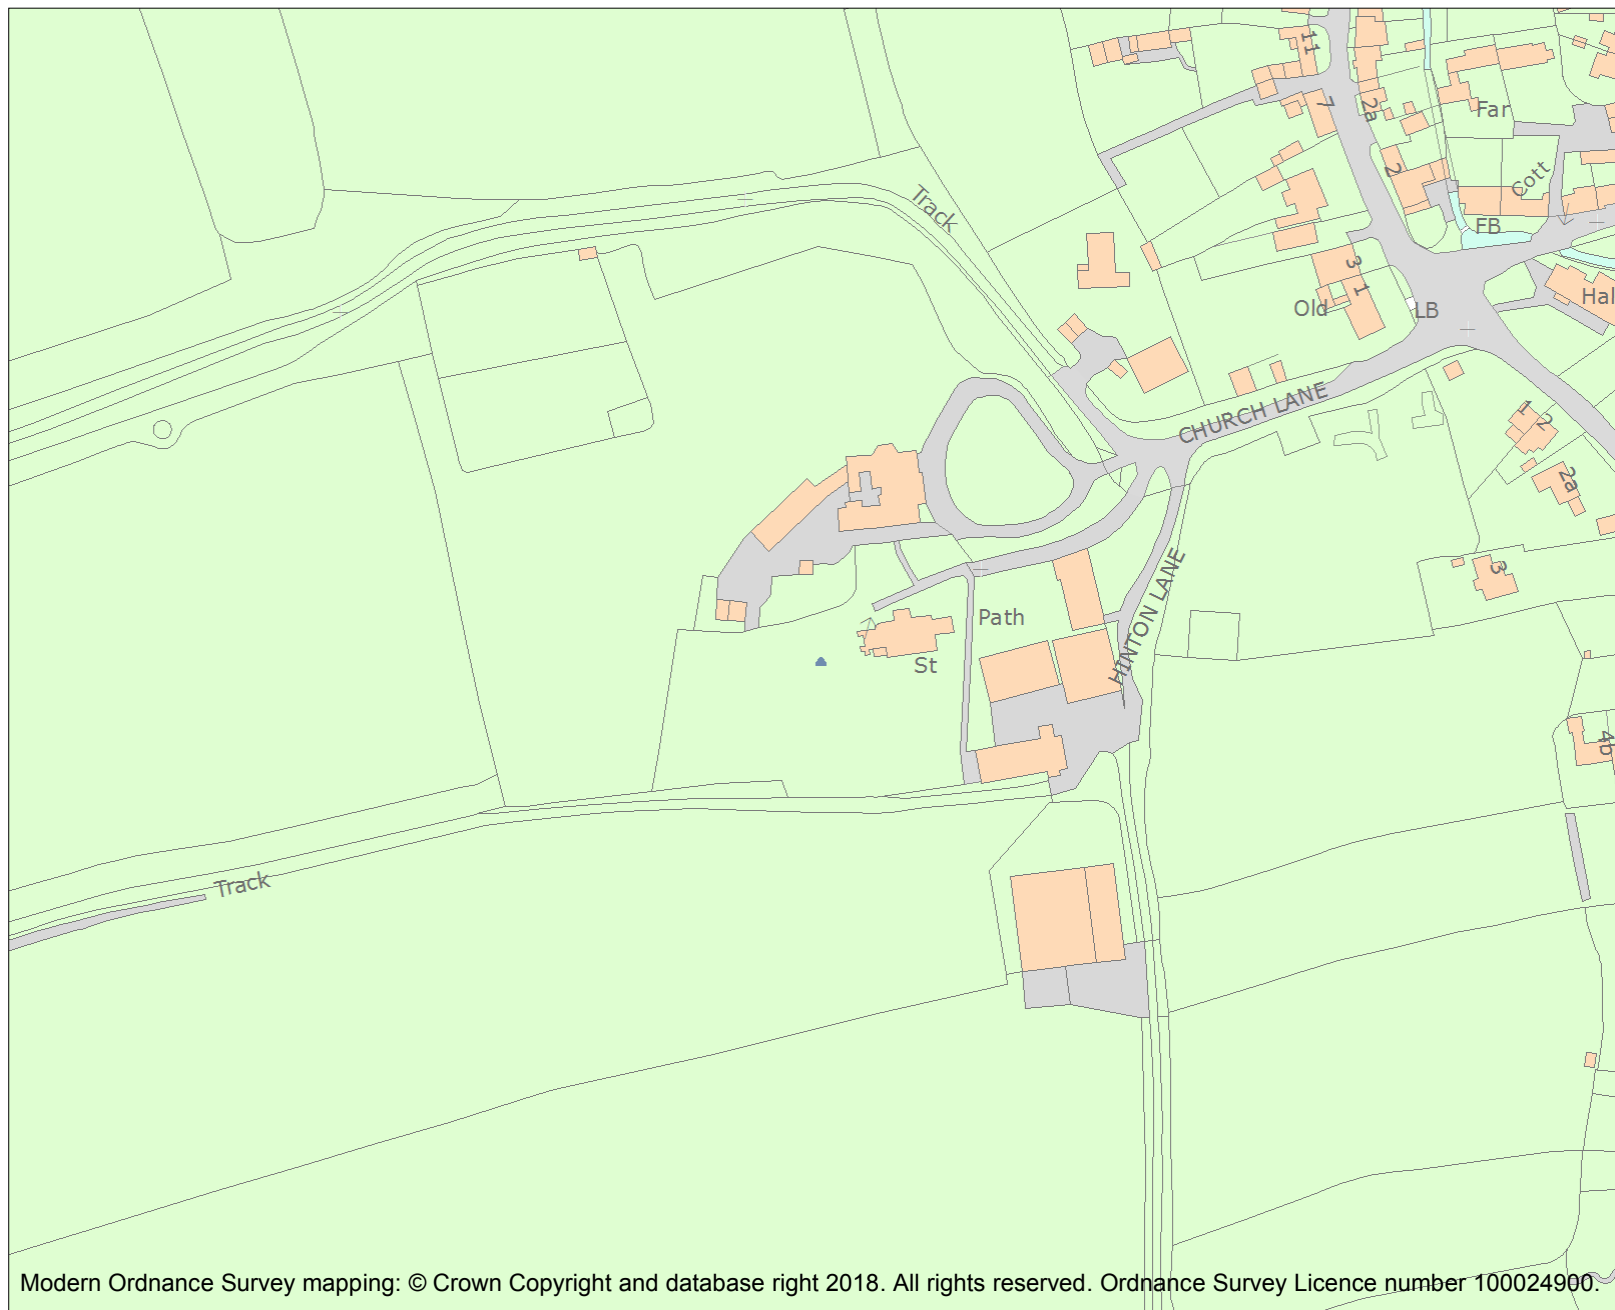 11
7
2a
Far
2
Cott
Track
FB
3
1
Old
LB
Hal
CHURCH LANE
1
2
2a
3
HINTON LANE
Path
St
4b
Track
Modern Ordnance Survey mapping: © Crown Copyright and database right 2018. All rights reserved. Ordnance Survey Licence number 100024900.